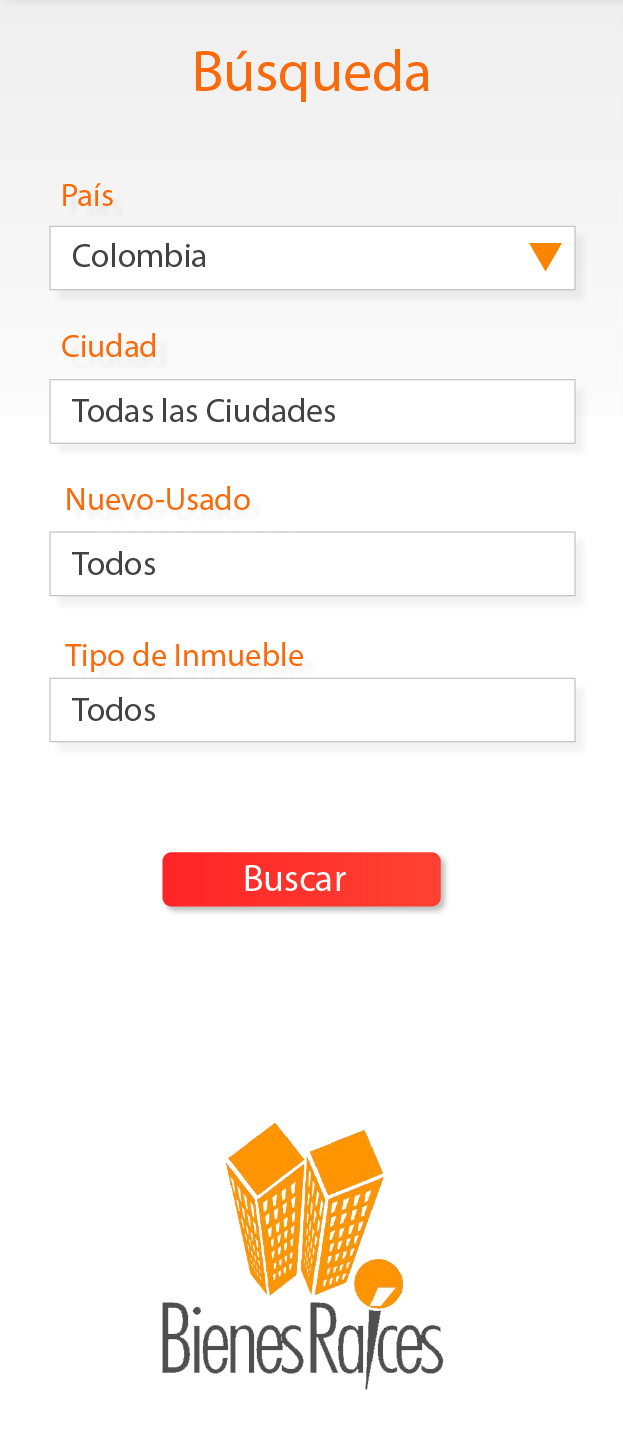 Búsqueda
País
Colombia
Ciudad
Todas las Ciudades
Nuevo-Usado
Todos
Tipo de Inmueble
Todos
Buscar
BienesRaíces